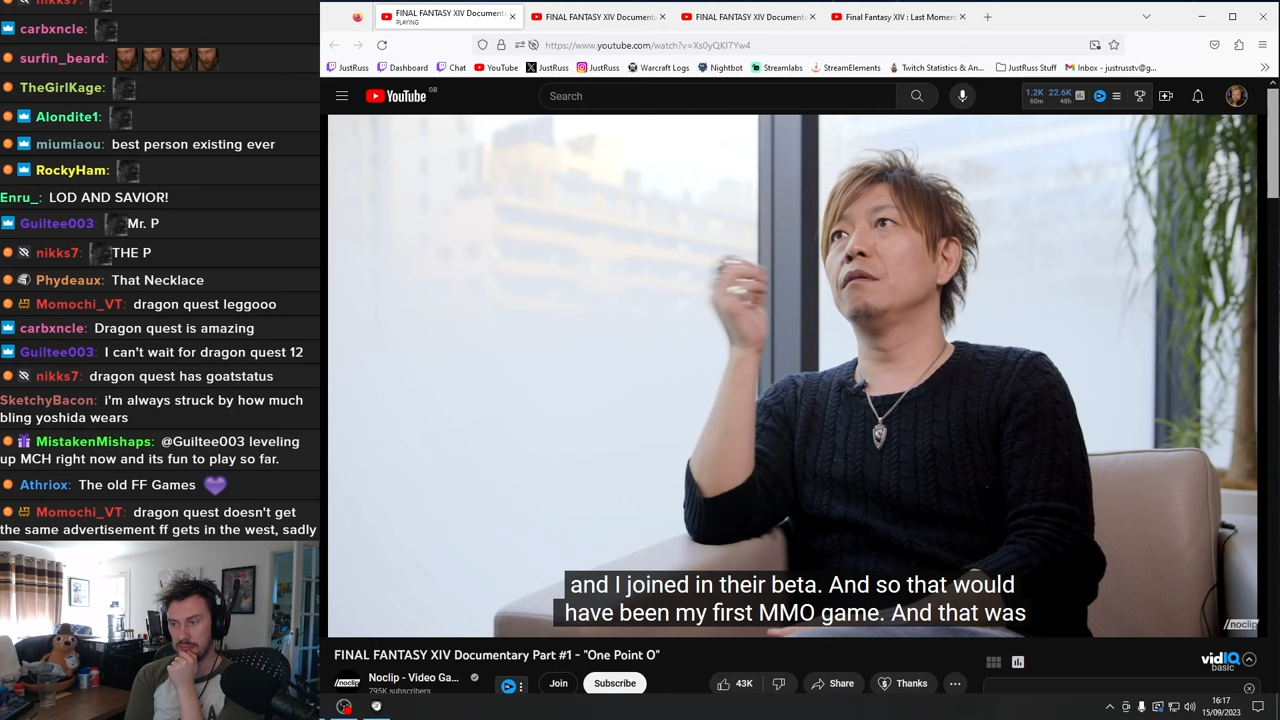 nikks7:
carbxncle:
surfin_beard:
TheGirlKage:
Alondite1:
miumiaou: best person existing ever
RockyHam:
Enru_: LOD AND SAVIOR!
Guiltee003: Mr. P
nikks7: THE P
Phydeaux: That Necklace
Momochi_VT: dragon quest leggooo
carbxncle: Dragon quest is amazing
Guiltee003: I can't wait for dragon quest 12
nikks7: dragon quest has goatstatus
SketchyBacon: i'm always struck by how much
bling yoshida wears
MistakenMishaps: @Guiltee003 leveling
up MCH right now and its fun to play so far.
Athriox: The old FF Games
Momochi_VT: dragon quest doesn't get
the same advertisement ff gets in the west, sadly
FINAL FANTASY XIV Documenta
PLAYING
FINAL FANTASY XIV Documenta
FINAL FANTASY XIV Documenta
Final Fantasy XIV : Last Moment
https://www.youtube.com/watch?v=Xs0yQKI7Yw4
JustRuss
Dashboard
Chat
YouTube
JustRuss
JustRuss
Warcraft Logs
Nightbot
Streamlabs
StreamElements
Twitch Statistics & An...
JustRuss Stuff
Inbox - justrusstv@g...
YouTube GB
Search
1.2K 22.6K
60m 48h
and I joined in their beta. And so that would
have been my first MMO game. And that was
/noclip
FINAL FANTASY XIV Documentary Part #1 - "One Point O"
/noclip
Noclip - Video Ga...
795K subscribers
Join
Subscribe
43K
Share
Thanks
vidIQ
basic
16:17
15/09/2023